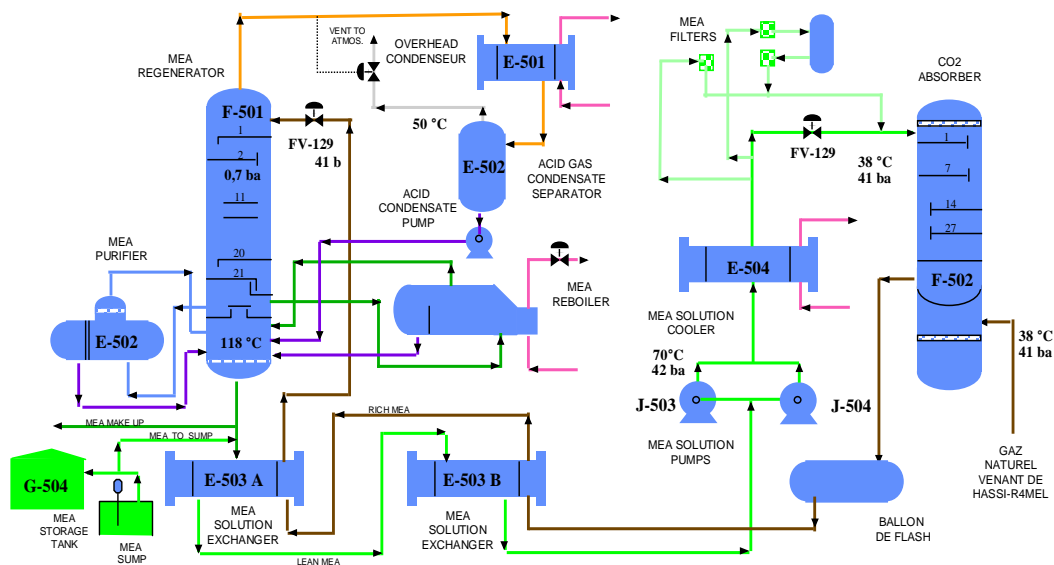 MEA
REGENERATOR
F-501
1
2
0,7 ba
11
20
21
118 °C
FV-129
41 b
VENT TO
ATMOS.
OVERHEAD
CONDENSEUR
E-501
50 °C
E-502
ACID GAS
CONDENSATE
SEPARATOR
ACID
CONDENSATE
PUMP
MEA
PURIFIER
E-502
MEA
REBOILER
MEA MAKE UP
MEA TO SUMP
G-504
MEA
STORAGE
TANK
MEA
SUMP
E-503 A
MEA
SOLUTION
EXCHANGER
LEAN MEA
RICH MEA
E-503 B
MEA
SOLUTION
EXCHANGER
MEA
FILTERS
FV-129
38 °C
41 ba
CO2
ABSORBER
1
7
14
27
F-502
E-504
MEA SOLUTION
COOLER
70°C
42 ba
J-503
J-504
MEA SOLUTION
PUMPS
38 °C
41 ba
GAZ
NATUREL
VENANT DE
HASSI-R4MEL
BALLON
DE FLASH